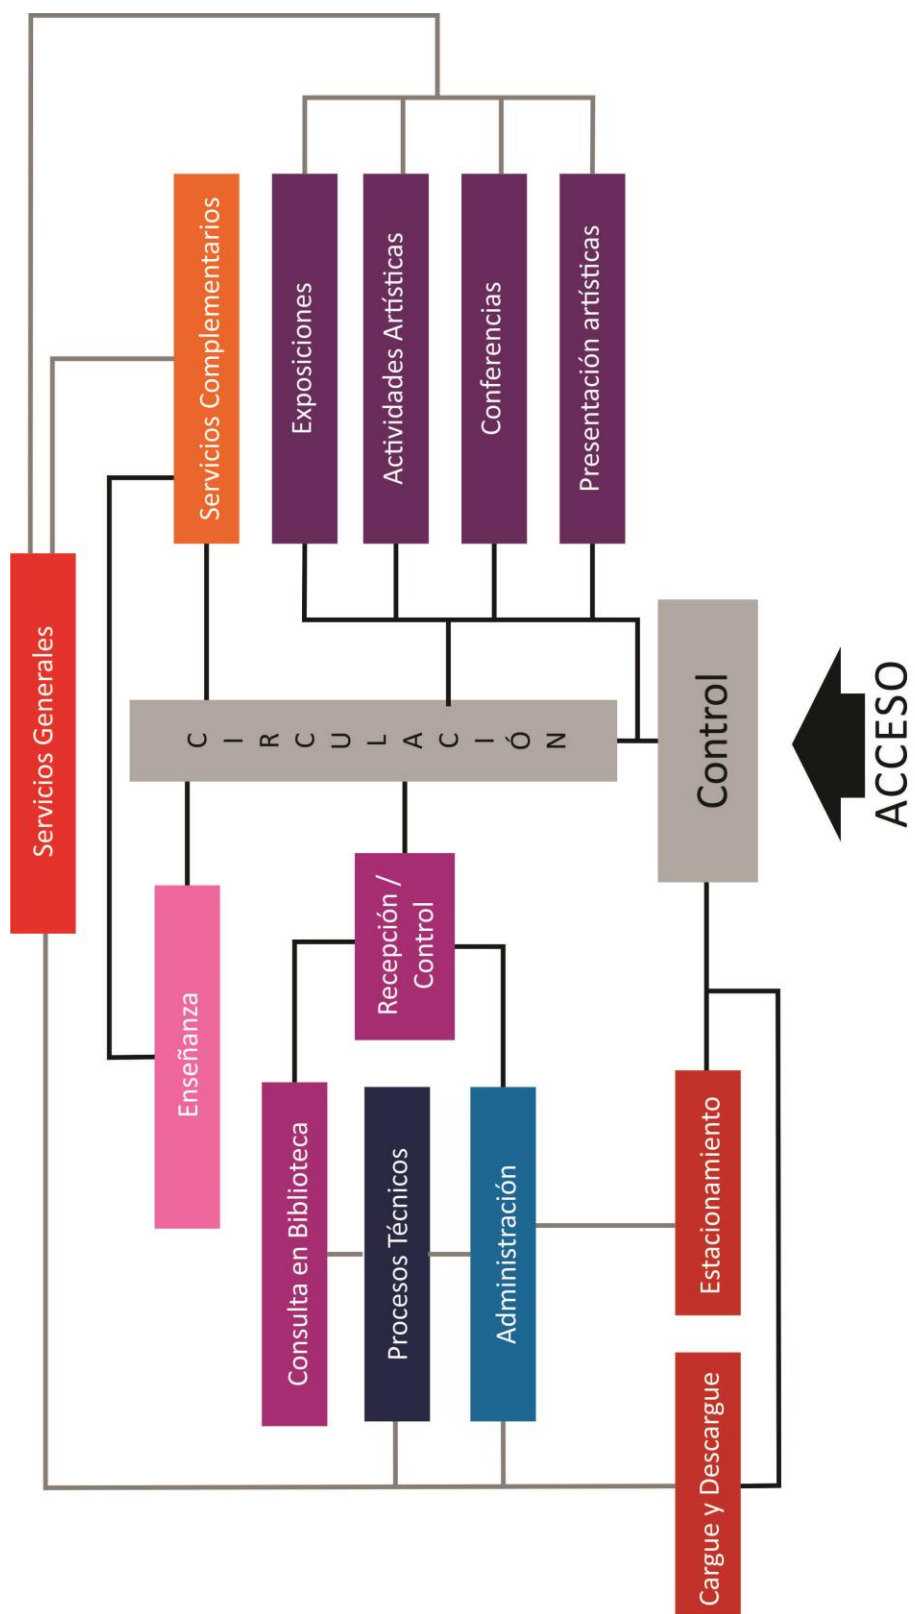 Servicios Generales
Enseñanza
Servicios Complementarios
CIRCULACIÓN
Consulta en Biblioteca
Recepción /
Control
Exposiciones
Procesos Técnicos
Actividades Artísticas
Administración
Conferencias
Presentación artísticas
Cargue y Descargue
Estacionamiento
Control
ACCESO